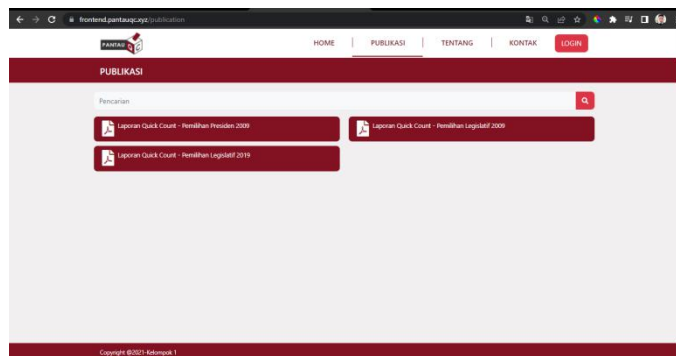 frontend.pantauqc.xyz/publication
PANTAU
HOME
PUBLIKASI
TENTANG
KONTAK
LOGIN
PUBLIKASI
Pencarian
Laporan Quick Count - Pemilihan Presiden 2009
Laporan Quick Count - Pemilihan Legislatif 2009
Laporan Quick Count - Pemilihan Legislatif 2019
Copyright @2021-Kelompok 1